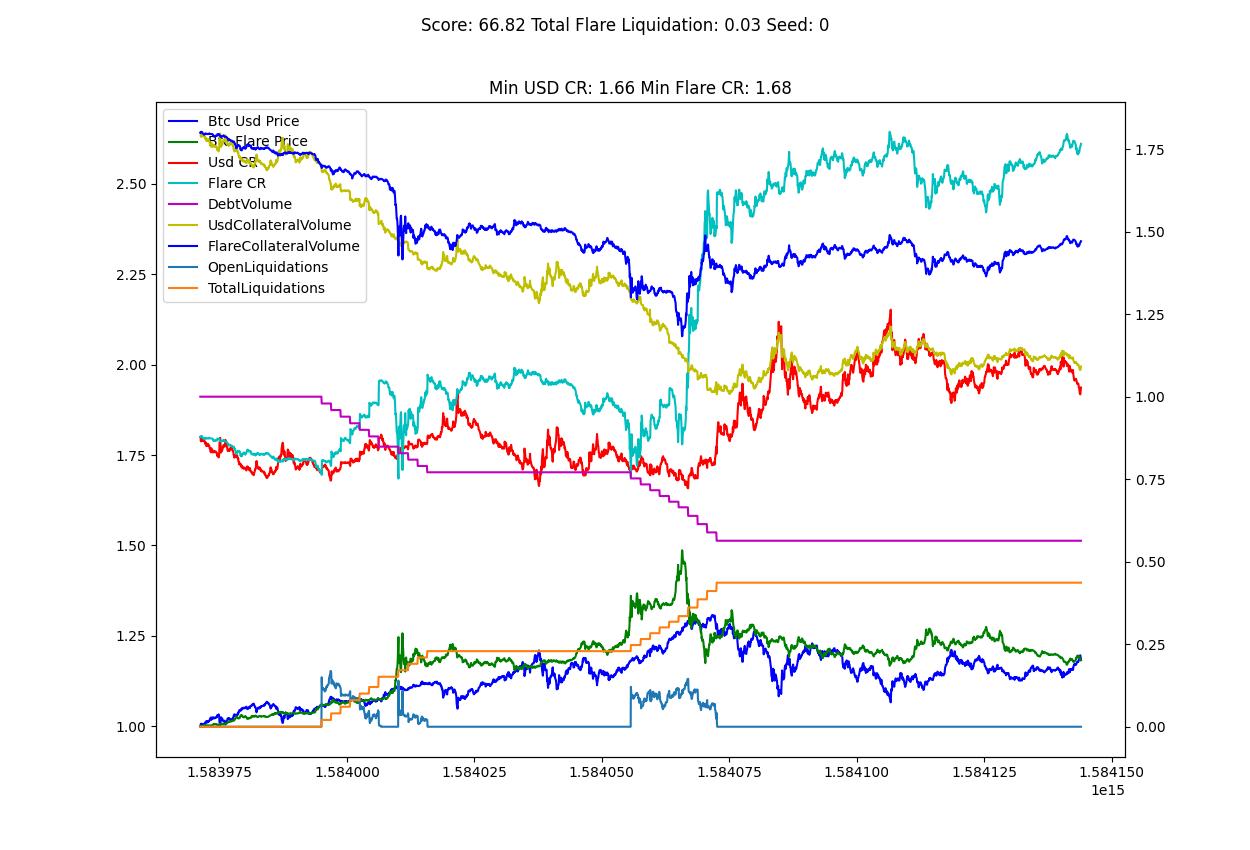 Score: 66.82 Total Flare Liquidation: 0.03 Seed: 0
Min USD CR: 1.66 Min Flare CR: 1.68
Btc Usd Price
Btc Flare Price
Usd CR
Flare CR
DebtVolume
UsdCollateralVolume
FlareCollateralVolume
OpenLiquidations
TotalLiquidations
2.50
2.25
2.00
1.75
1.50
1.25
1.00
1.75
1.50
1.25
1.00
0.75
0.50
0.25
0.00
1.583975 1.584000 1.584025 1.584050 1.584075 1.584100 1.584125 1.584150
1e15